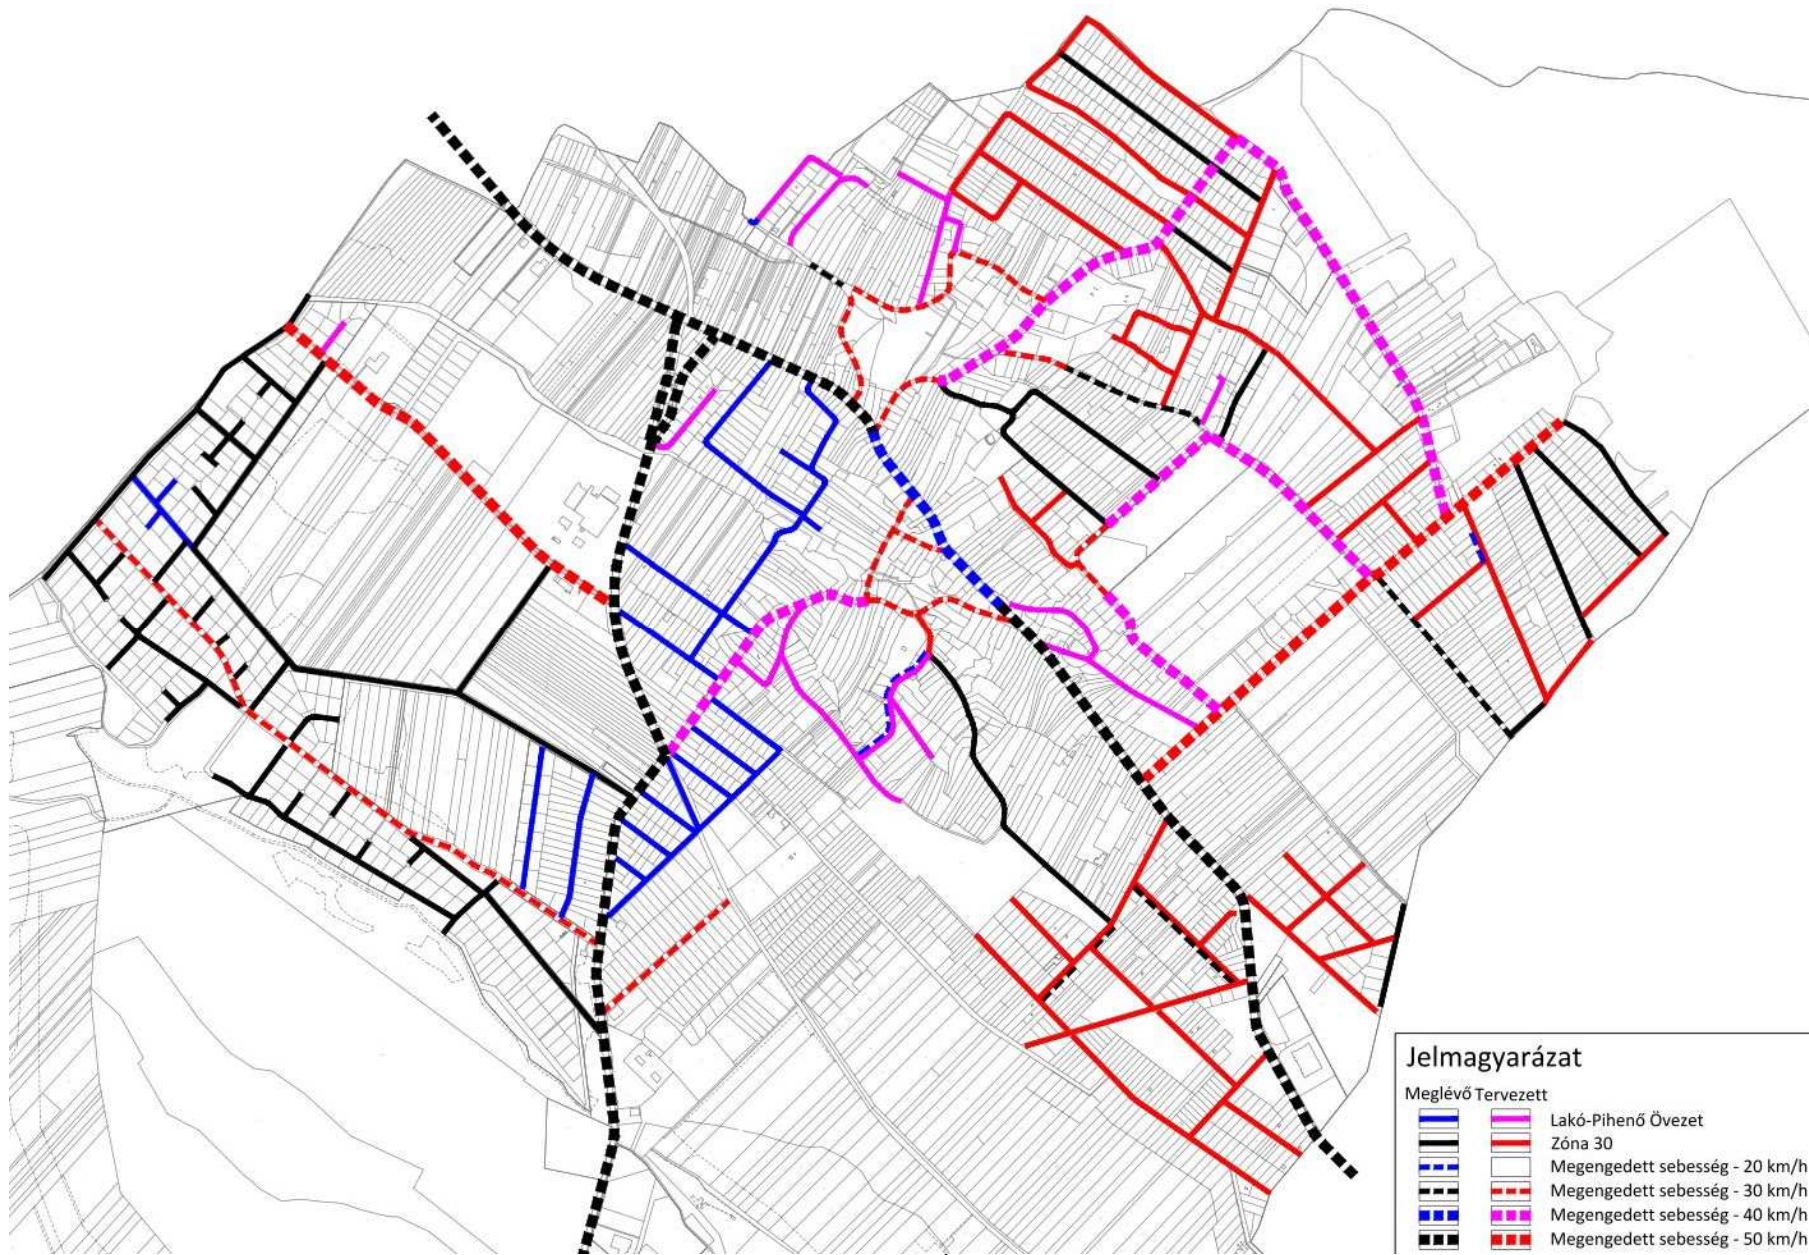 Jelmagyarázat
Meglévő Tervezett
Lakó-Pihenő Övezet
Zóna 30
Megengedett sebesség - 20 km/h
Megengedett sebesség - 30 km/h
Megengedett sebesség - 40 km/h
Megengedett sebesség - 50 km/h